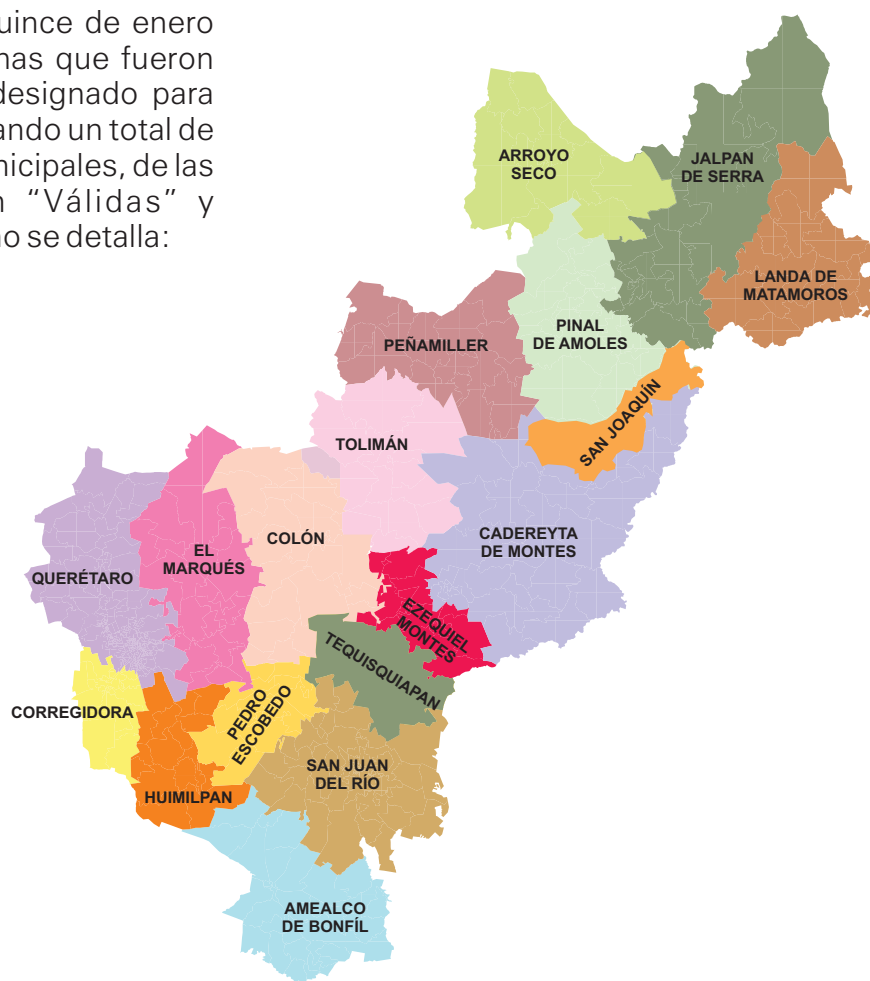 uince de enero
nas que fueron
designado para
ando un total de
nicipales, de las
“Válidas” y
no se detalla:
ARROYO
SECO
JALPAN
DE SERRA
LANDA DE
MATAMOROS
PINAL
DE AMOLES
PEÑAMILLER
SAN JOAQUÍN
TOLIMÁN
CADEREYTA
DE MONTES
COLÓN
EL
MARQUÉS
QUERÉTARO
EZEQUIEL
MONTES
TEQUISQUIAPAN
PEDRO
ESCOBEDO
CORREGIDORA
SAN JUAN
DEL RÍO
HUIMILPAN
AMEALCO
DE BONFÍL